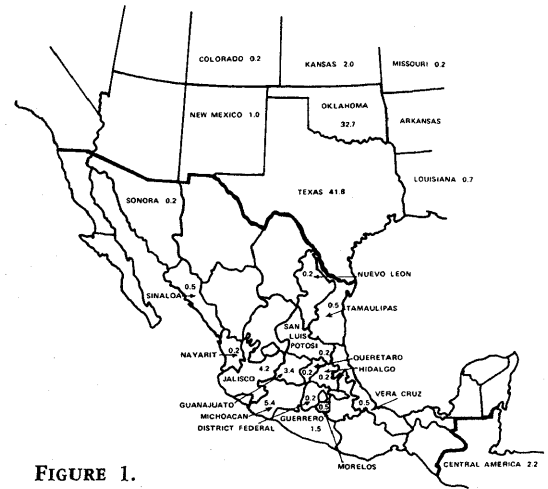 COLORADO 0.2
KANSAS 2.0
MISSOURI 0.2
NEW MEXICO 1.0
OKLAHOMA
32.7
ARKANSAS
TEXAS 41.8
LOUISIANA 0.7
SONORA 0.2
0.2
NUEVO LEON
0.5
SINALOA
0.5
TAMAULIPAS
SAN
LUIS
POTOSI
0.2
NAYARIT
0.2
QUERETARO
HIDALGO
4.2
3.4
0.2
0.2
JALISCO
GUANAJUATO
MICHOACAN
5.4
0.2
0.5
VERA CRUZ
DISTRICT FEDERAL
GUERRERO
0.5
1.5
MORELOS
CENTRAL AMERICA 2.2
FIGURE 1.